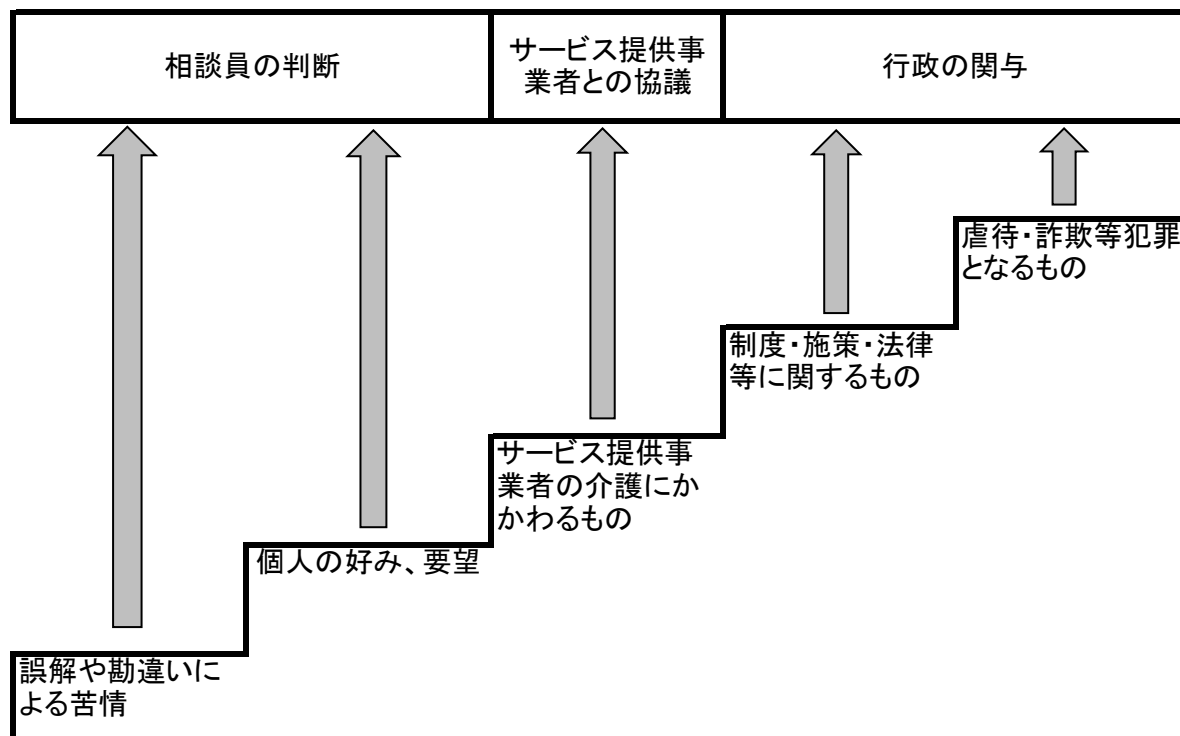 相談員の判断
サービス提供事
業者との協議
行政の関与
虐待・詐欺等犯罪
となるもの
制度・施策・法律
等に関するもの
サービス提供事
業者の介護にか
かわるもの
個人の好み、要望
誤解や勘違いに
よる苦情